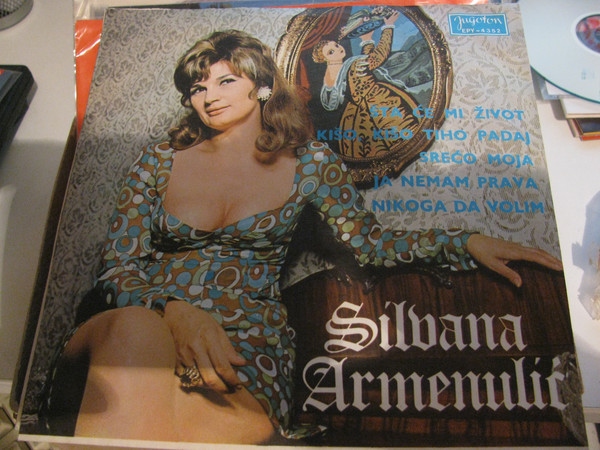 Jugoton
EPY-4352
ŠTA ĆE MI ŽIVOT
KIŠO, KIŠO TIHO PADAJ
SREĆO MOJA
JA NEMAM PRAVA
NIKOGA DA VOLIM
Silvana
Armenulić